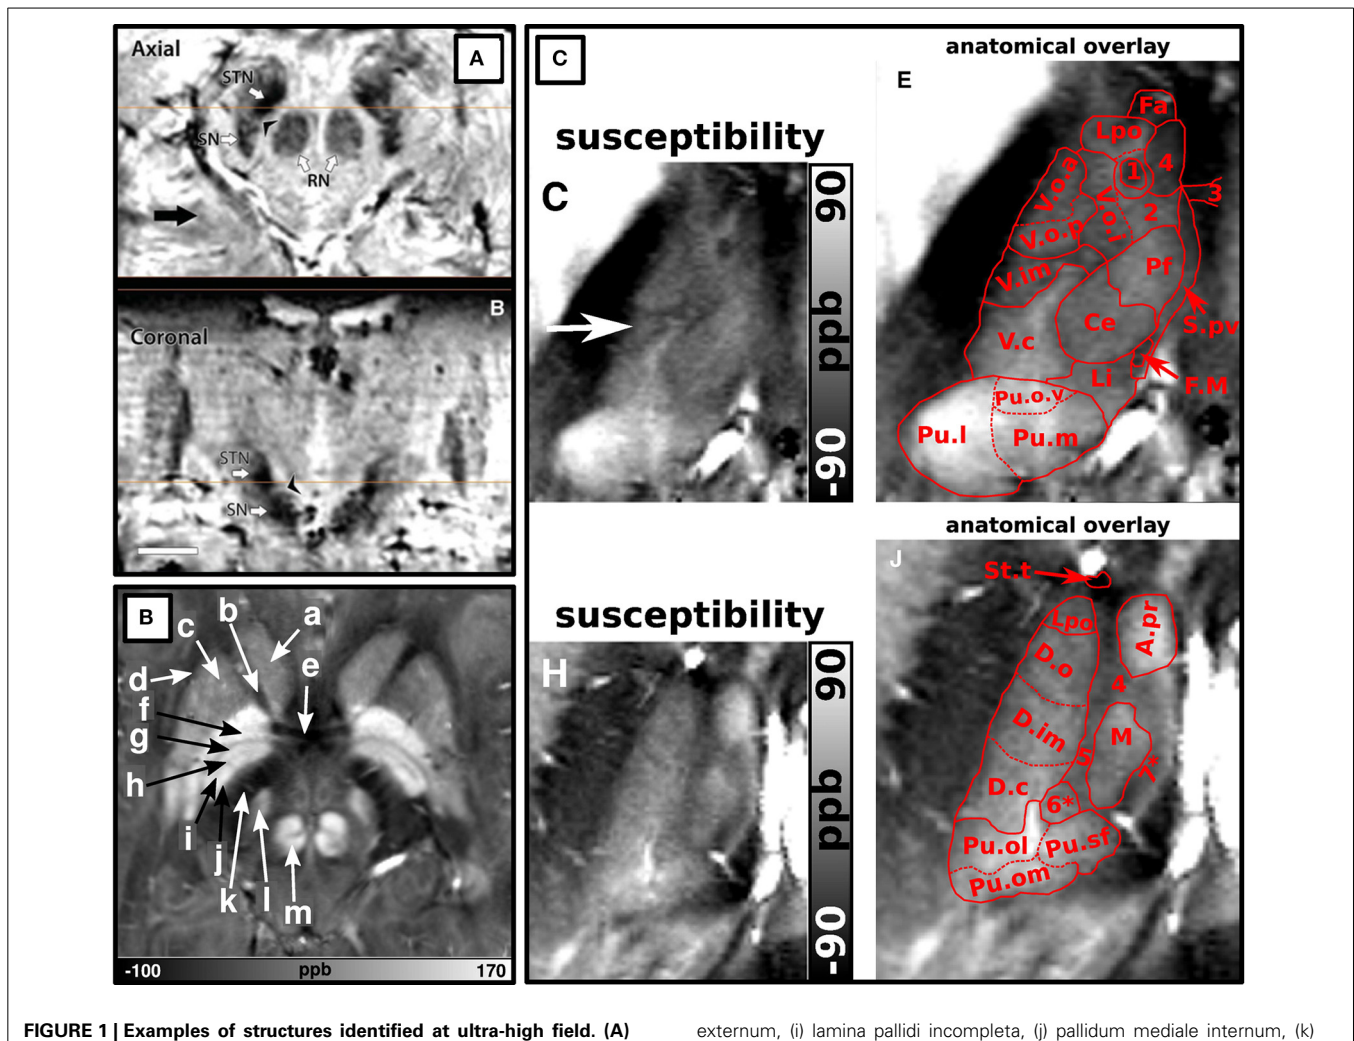 Axial
A
STN
SN
RN
B
Coronal
STN
SN
B
a
b
c
d
e
f
g
h
i
j
k
l
m
-100 ppb 170
C
susceptibility
C
90
ppb
-90
anatomical overlay
E
Fa
Lpo
4
1
3
V.o.a
V.o.i
2
V.o.p
V.im
Pf
Ce
S.pv
V.c
Li
F.M
Pu.o.v
Pu.l
Pu.m
susceptibility
H
90
ppb
-90
anatomical overlay
J
St.t
Lpo
A.pr
D.o
4
D.im
M
5
7*
D.c
6*
Pu.ol
Pu.sf
Pu.om
FIGURE 1 | Examples of structures identified at ultra-high field. (A)
externum, (i) lamina pallidi incompleta, (j) pallidum mediale internum, (k)